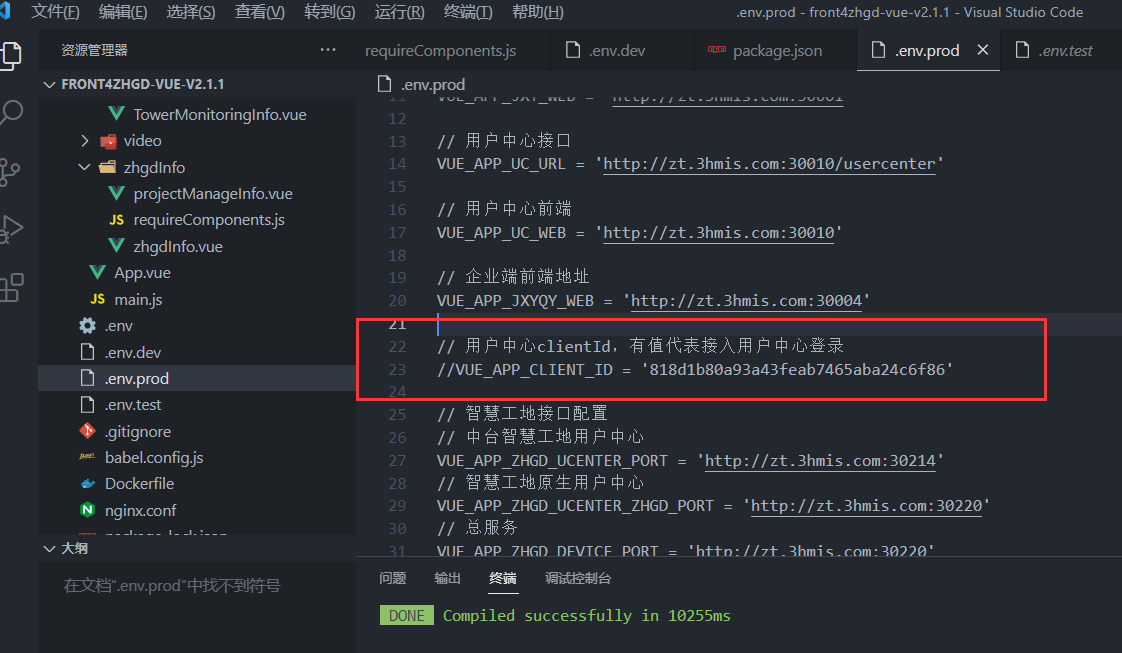 文件(F) 编辑(E) 选择(S) 查看(V) 转到(G) 运行(R) 终端(T) 帮助(H) .env.prod - front4zhgd-vue-v2.1.1 - Visual Studio Code
资源管理器 ···
requireComponents.js .env.dev package.json .env.prod × .env.test
FRONT4ZHGD-VUE-V2.1.1
TowerMonitoringInfo.vue
video
zhgdInfo
projectManageInfo.vue
JS requireComponents.js
zhgdInfo.vue
App.vue
JS main.js
.env
.env.dev
.env.prod
.env.test
.gitignore
babel.config.js
Dockerfile
nginx.conf
package-lock.json
大纲
在文档".env.prod"中找不到符号
.env.prod
11 VUE_APP_JXY_WEB = 'http://zt.3hmis.com:30001'
12
13 // 用户中心接口
14 VUE_APP_UC_URL = 'http://zt.3hmis.com:30010/usercenter'
15
16 // 用户中心前端
17 VUE_APP_UC_WEB = 'http://zt.3hmis.com:30010'
18
19 // 企业端前端地址
20 VUE_APP_JXYQY_WEB = 'http://zt.3hmis.com:30004'
21
22 // 用户中心clientId，有值代表接入用户中心登录
23 //VUE_APP_CLIENT_ID = '818d1b80a93a43feab7465aba24c6f86'
24
25 // 智慧工地接口配置
26 // 中台智慧工地用户中心
27 VUE_APP_ZHGD_UCENTER_PORT = 'http://zt.3hmis.com:30214'
28 // 智慧工地原生用户中心
29 VUE_APP_ZHGD_UCENTER_ZHGD_PORT = 'http://zt.3hmis.com:30220'
30 // 总服务
31 VUE_APP_ZHGD_DEVICE_PORT = 'http://zt.3hmis.com:30220'
问题 输出 终端 调试控制台
DONE Compiled successfully in 10255ms